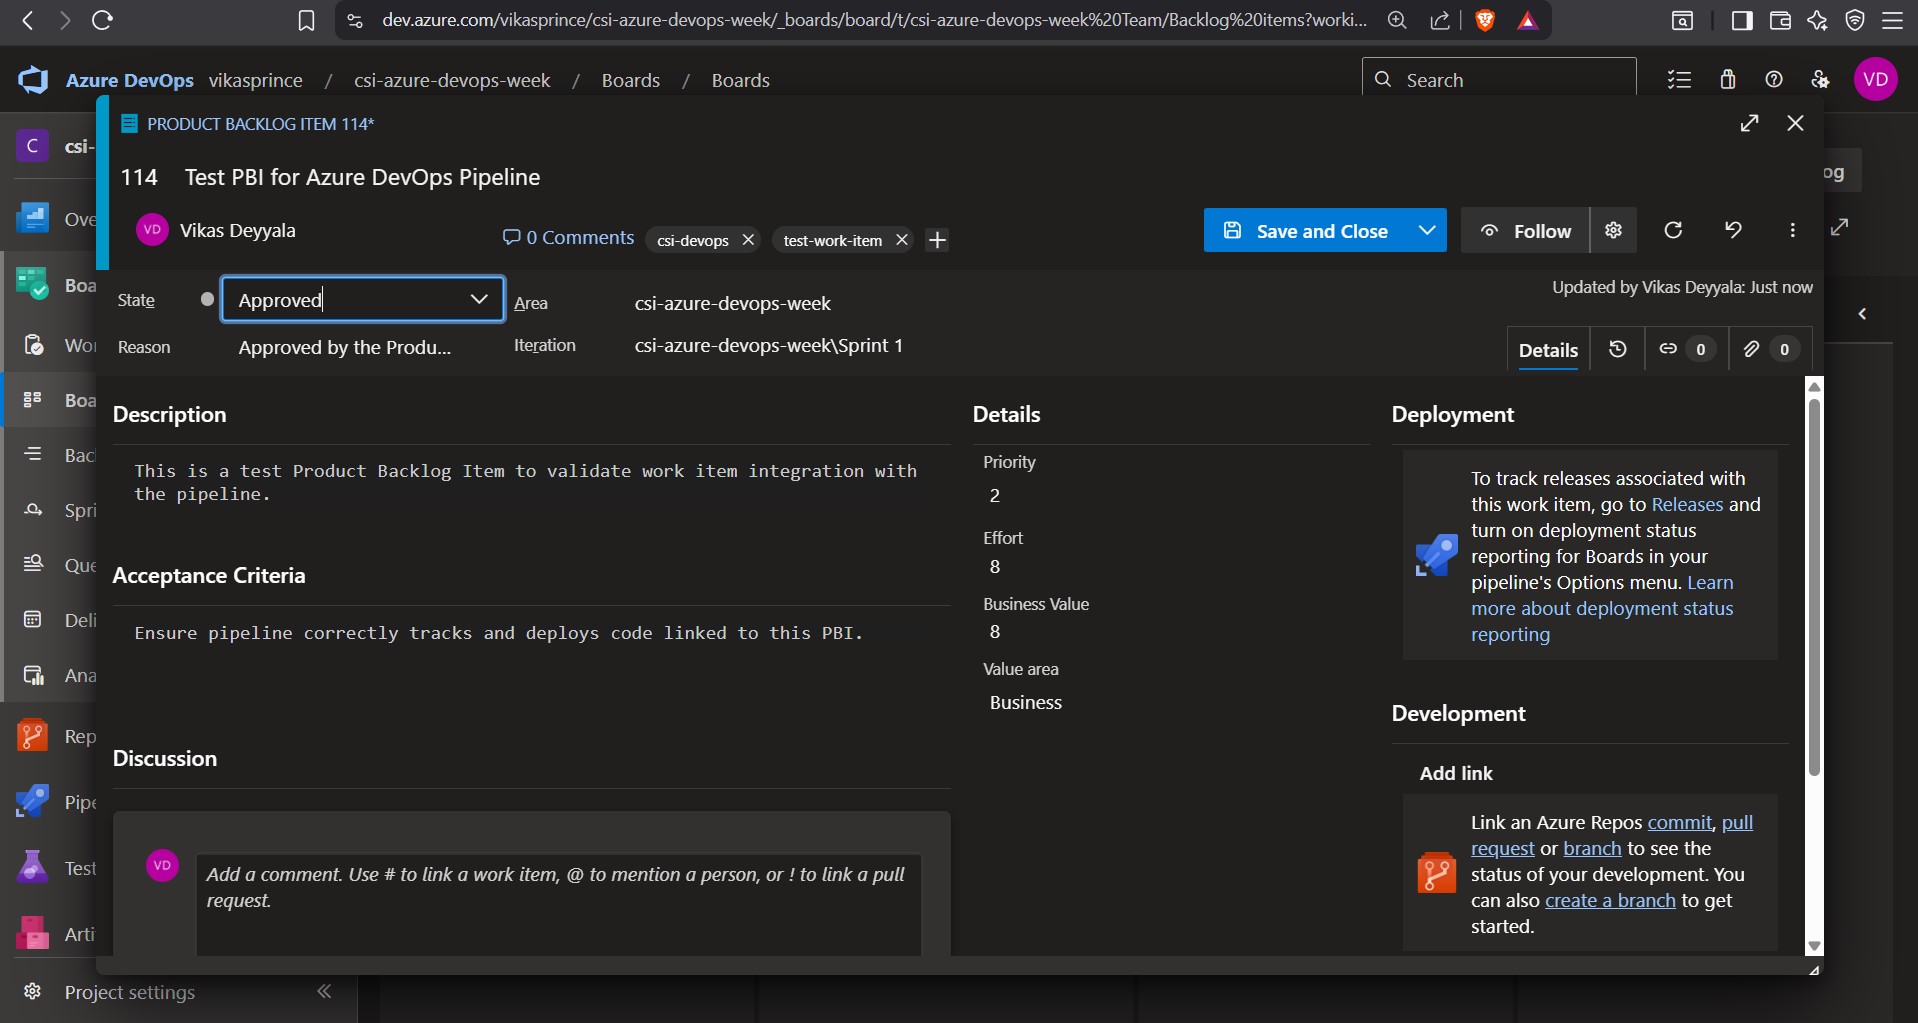 dev.azure.com/vikasprince/csi-azure-devops-week/_boards/board/t/csi-azure-devops-week%20Team/Backlog%20items?worki...
Azure DevOps vikasprince / csi-azure-devops-week / Boards / Boards
Search
VD
PRODUCT BACKLOG ITEM 114*
C csi-
114 Test PBI for Azure DevOps Pipeline
og
Ove
VD Vikas Deyyala
0 Comments
csi-devops
test-work-item
Save and Close
Follow
Boa
State
Approved
Area
csi-azure-devops-week
Updated by Vikas Deyyala: Just now
Wor
Reason
Approved by the Produ...
Iteration
csi-azure-devops-week\Sprint 1
Details
0
0
Boa
Bac
Spri
Que
Deli
Ana
Rep
Pipe
Test
Arti
Project settings
Description
This is a test Product Backlog Item to validate work item integration with
the pipeline.
Acceptance Criteria
Ensure pipeline correctly tracks and deploys code linked to this PBI.
Discussion
VD
Add a comment. Use # to link a work item, @ to mention a person, or ! to link a pull
request.
Details
Priority
2
Effort
8
Business Value
8
Value area
Business
Deployment
To track releases associated with
this work item, go to Releases and
turn on deployment status
reporting for Boards in your
pipeline's Options menu. Learn
more about deployment status
reporting
Development
Add link
Link an Azure Repos commit, pull
request or branch to see the
status of your development. You
can also create a branch to get
started.